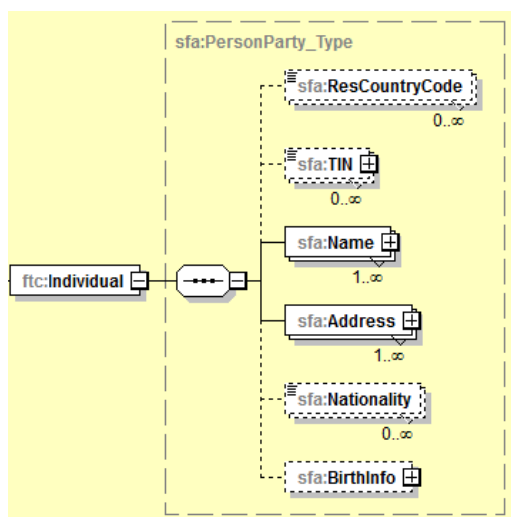 sfa:PersonParty_Type
sfa:ResCountryCode
0..∞
sfa:TIN
0..∞
sfa:Name
1..∞
ftc:Individual
sfa:Address
1..∞
sfa:Nationality
0..∞
sfa:BirthInfo